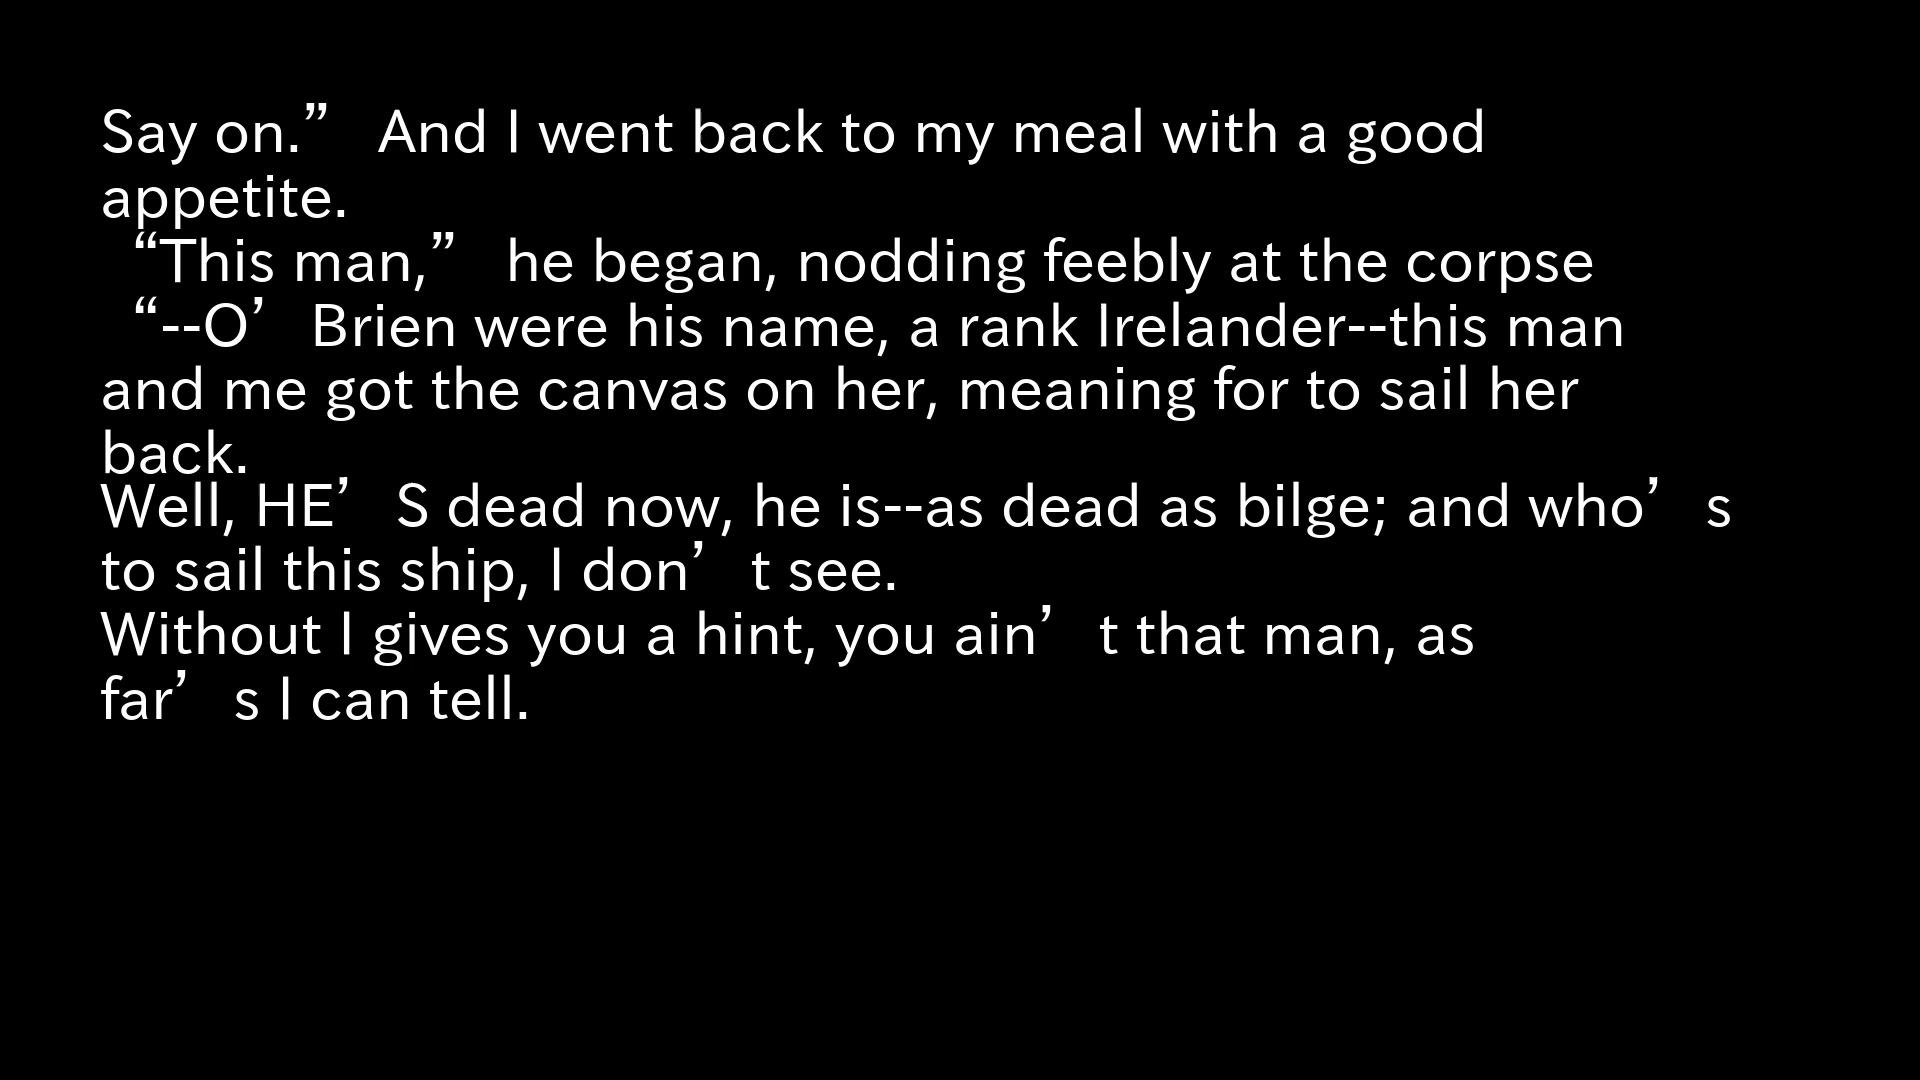 Say on.” And I went back to my meal with a good
appetite.
“This man,” he began, nodding feebly at the corpse
“--O’Brien were his name, a rank Irelander--this man
and me got the canvas on her, meaning for to sail her
back.
Well, HE’S dead now, he is--as dead as bilge; and who’s
to sail this ship, I don’t see.
Without I gives you a hint, you ain’t that man, as
far’s I can tell.